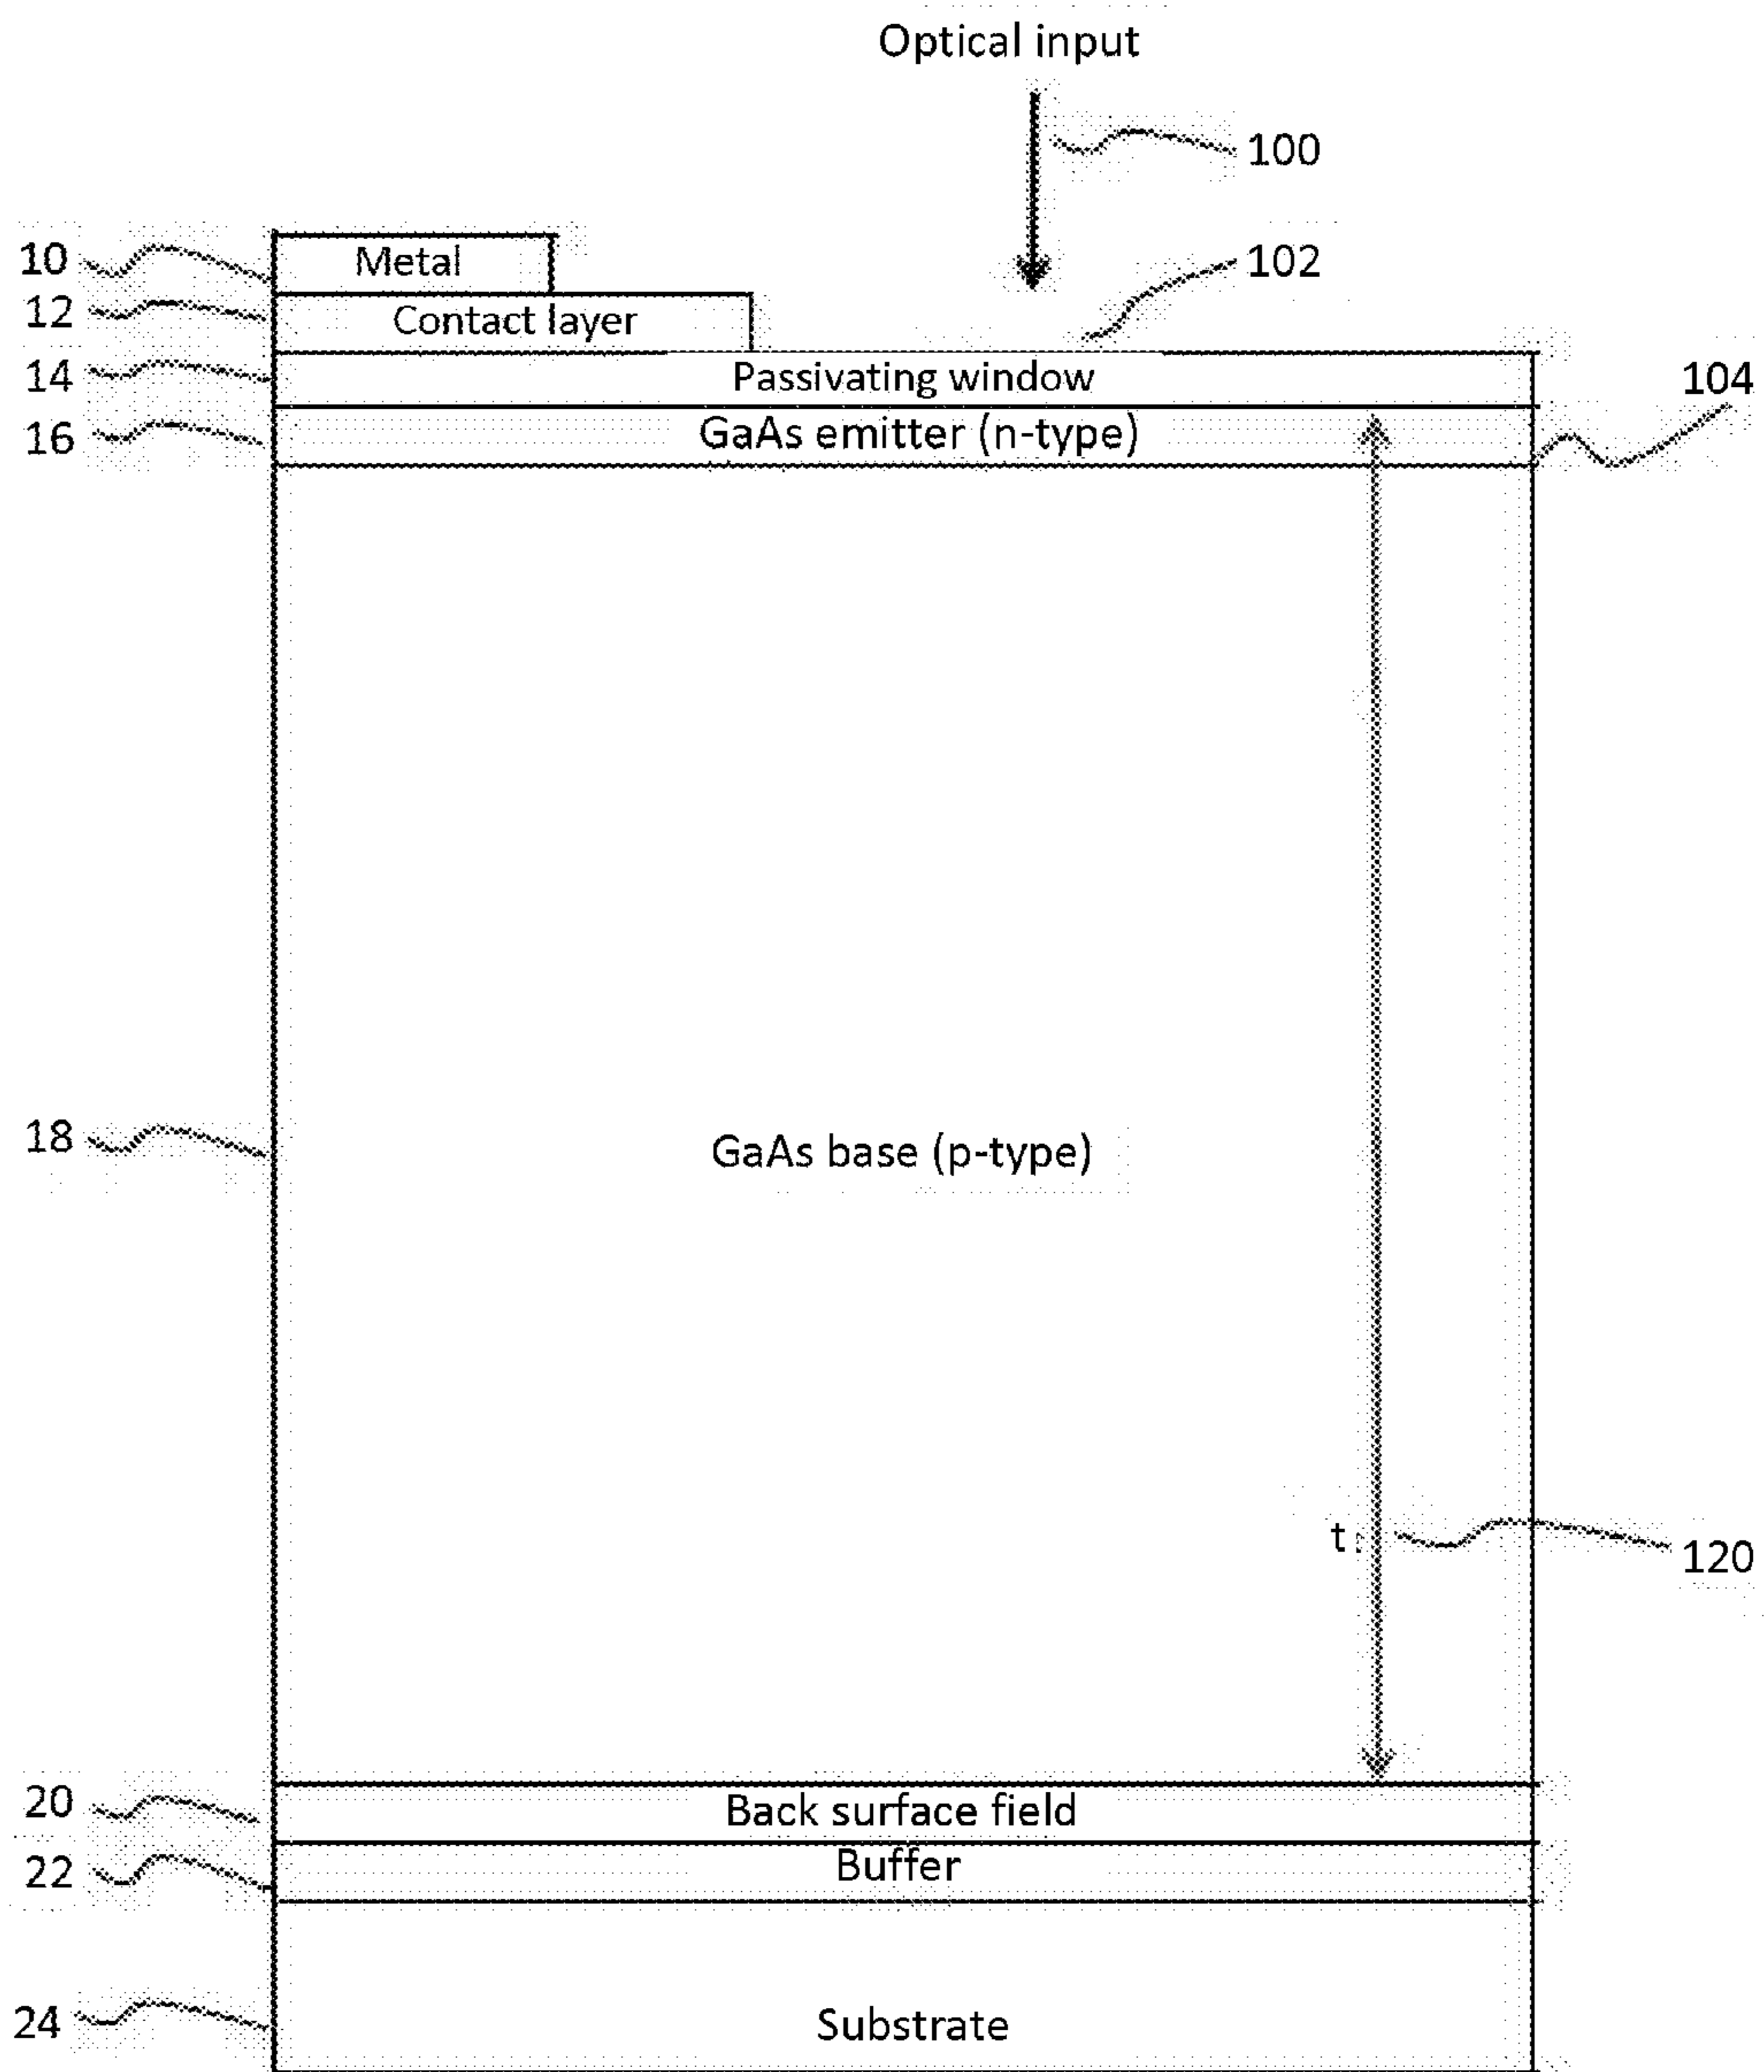 Optical input
100
10
Metal
102
12
Contact layer
14
Passivating window
104
16
GaAs emitter (n-type)
18
GaAs base (p-type)
t
120
20
Back surface field
22
Buffer
24
Substrate